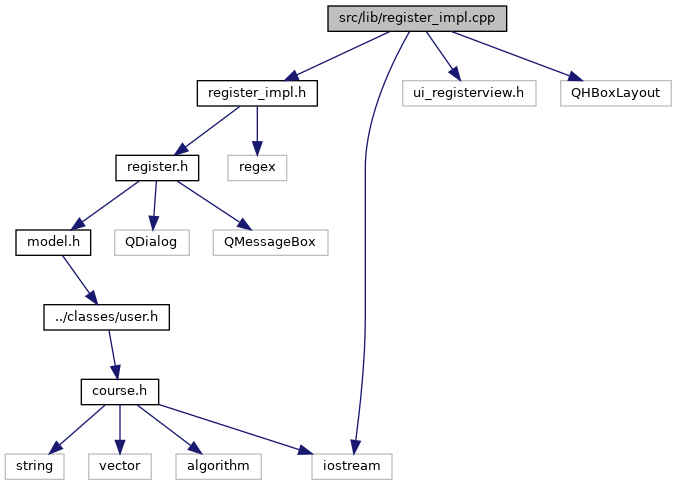 src/lib/register_impl.cpp
register_impl.h
ui_registerview.h
QHBoxLayout
register.h
regex
model.h
QDialog
QMessageBox
../classes/user.h
course.h
string
vector
algorithm
iostream